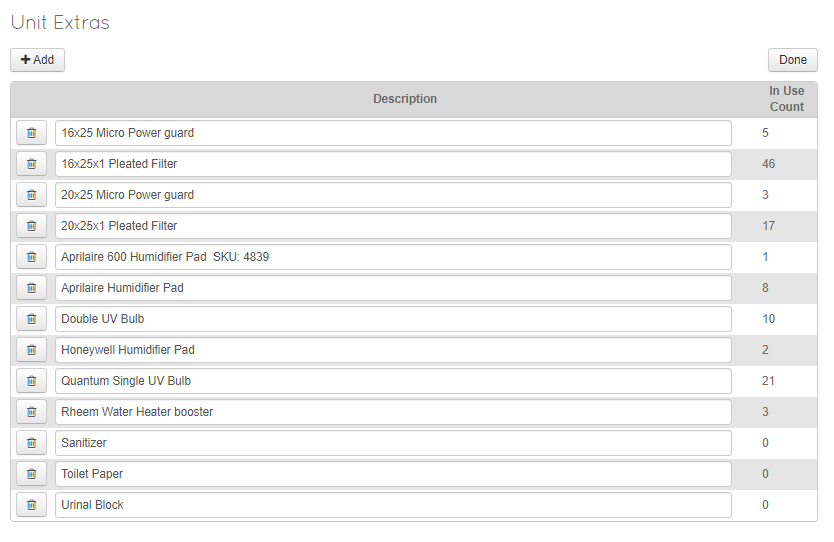 Unit Extras
Add
Done
Description
In Use
Count
16x25 Micro Power guard 5
16x25x1 Pleated Filter 46
20x25 Micro Power guard 3
20x25x1 Pleated Filter 17
Aprilaire 600 Humidifier Pad  SKU: 4839 1
Aprilaire Humidifier Pad 8
Double UV Bulb 10
Honeywell Humidifier Pad 2
Quantum Single UV Bulb 21
Rheem Water Heater booster 3
Sanitizer 0
Toilet Paper 0
Urinal Block 0